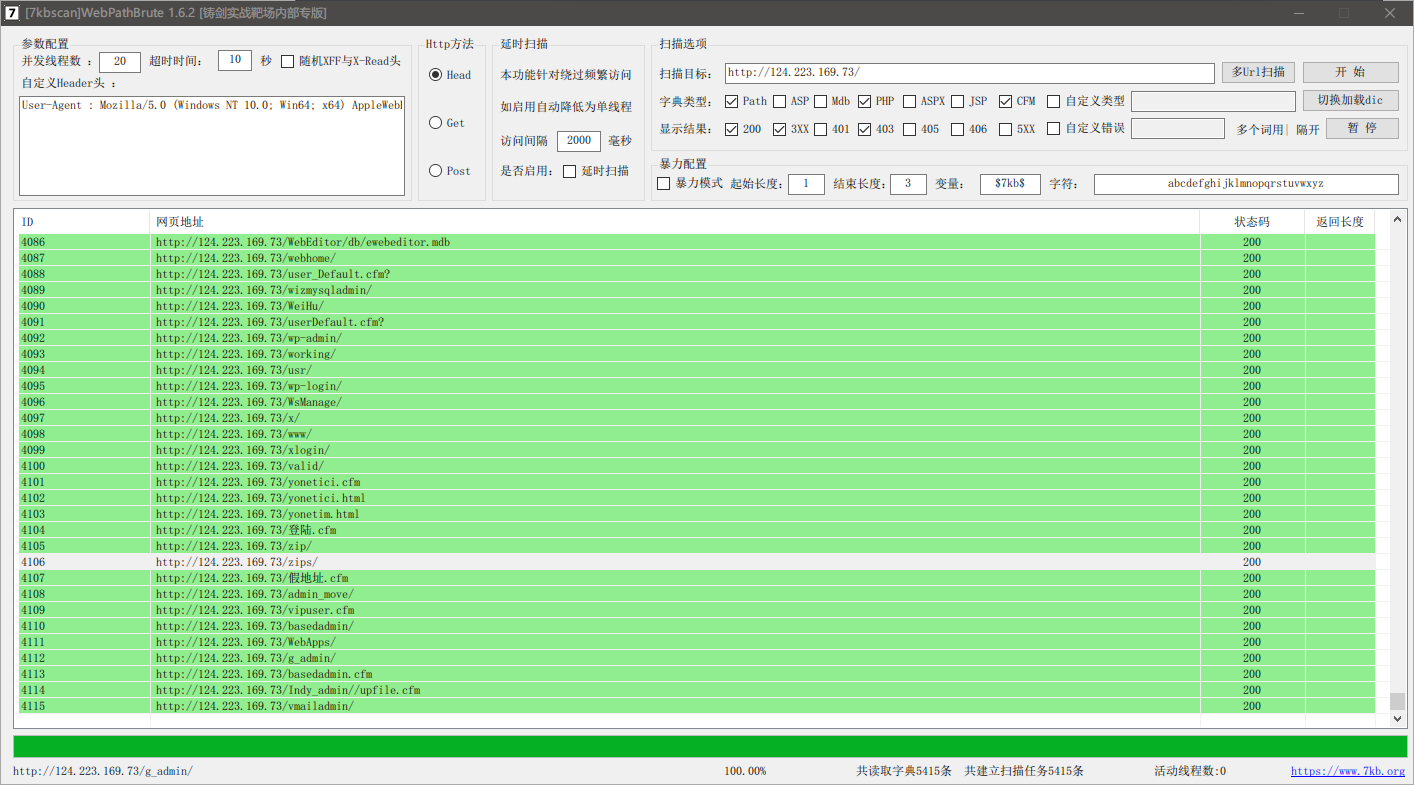 [7kbscan]WebPathBrute 1.6.2 [铸剑实战靶场内部专版]
参数配置
并发线程数 : 20 超时时间: 10 秒 随机XFF与X-Read头
自定义Header头 :
User-Agent : Mozilla/5.0 (Windows NT 10.0; Win64; x64) AppleWeb
Http方法
Head
Get
Post
延时扫描
本功能针对绕过频繁访问
如启用自动降低为单线程
访问间隔 2000 毫秒
是否启用: 延时扫描
扫描选项
扫描目标: http://124.223.169.73/ 多Url扫描 开 始
字典类型: Path ASP Mdb PHP ASPX JSP CFM 自定义类型 切换加载dic
显示结果: 200 3XX 401 403 405 406 5XX 自定义错误 多个词用| 隔开 暂 停
暴力配置
暴力模式 起始长度: 1 结束长度: 3 变量: $7kb$ 字符: abcdefghijklmnopqrstuvwxyz
ID 网页地址 状态码 返回长度
4086 http://124.223.169.73/WebEditor/db/ewebeditor.mdb 200
4087 http://124.223.169.73/webhome/ 200
4088 http://124.223.169.73/user_Default.cfm? 200
4089 http://124.223.169.73/wizmysqladmin/ 200
4090 http://124.223.169.73/WeiHu/ 200
4091 http://124.223.169.73/userDefault.cfm? 200
4092 http://124.223.169.73/wp-admin/ 200
4093 http://124.223.169.73/working/ 200
4094 http://124.223.169.73/usr/ 200
4095 http://124.223.169.73/wp-login/ 200
4096 http://124.223.169.73/WsManage/ 200
4097 http://124.223.169.73/x/ 200
4098 http://124.223.169.73/www/ 200
4099 http://124.223.169.73/xlogin/ 200
4100 http://124.223.169.73/valid/ 200
4101 http://124.223.169.73/yonetici.cfm 200
4102 http://124.223.169.73/yonetici.html 200
4103 http://124.223.169.73/yonetim.html 200
4104 http://124.223.169.73/登陆.cfm 200
4105 http://124.223.169.73/zip/ 200
4106 http://124.223.169.73/zips/ 200
4107 http://124.223.169.73/假地址.cfm 200
4108 http://124.223.169.73/admin_move/ 200
4109 http://124.223.169.73/vipuser.cfm 200
4110 http://124.223.169.73/basedadmin/ 200
4111 http://124.223.169.73/WebApps/ 200
4112 http://124.223.169.73/g_admin/ 200
4113 http://124.223.169.73/basedadmin.cfm 200
4114 http://124.223.169.73/Indy_admin//upfile.cfm 200
4115 http://124.223.169.73/vmailadmin/ 200
http://124.223.169.73/g_admin/ 100.00% 共读取字典5415条 共建立扫描任务5415条 活动线程数:0 https://www.7kb.org